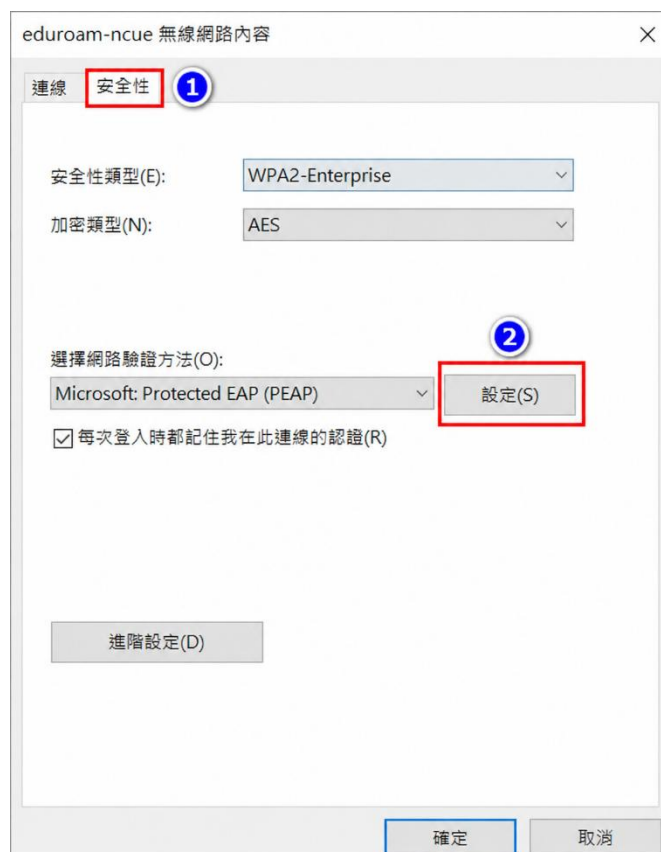 eduroam-ncue 無線網路內容
連線 安全性 1
安全性類型(E): WPA2-Enterprise
加密類型(N): AES
2
選擇網路驗證方法(O):
Microsoft: Protected EAP (PEAP) 設定(S)
每次登入時都記住我在此連線的認證(R)
進階設定(D)
確定 取消